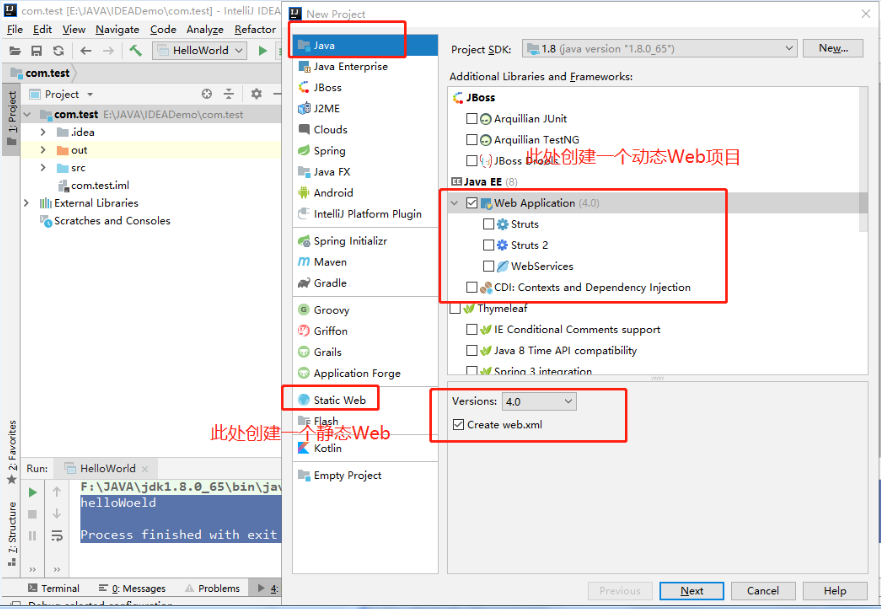 com.test [E:\JAVA\IDEADemo\com.test] - IntelliJ IDEA
File Edit View Navigate Code Analyze Refactor
HelloWorld
com.test
1: Project
Project
com.test E:\JAVA\IDEADemo\com.test
.idea
out
src
com.test.iml
External Libraries
Scratches and Consoles
2: Favorites
Z: Structure
Run: HelloWorld
F:\JAVA\jdk1.8.0_65\bin\jav
helloWoeld
Process finished with exit
Terminal 0: Messages Problems 4:
Debug selected configuration
New Project
Java
Java Enterprise
JBoss
J2ME
Clouds
Spring
Java FX
Android
IntelliJ Platform Plugin
Spring Initializr
Maven
Gradle
Groovy
Griffon
Grails
Application Forge
Static Web
Flash
此处创建一个静态Web
Kotlin
Empty Project
Project SDK: 1.8 (java version "1.8.0_65") New...
Additional Libraries and Frameworks:
JBoss
Arquillian JUnit
Arquillian TestNG
JBoss Drools
此处创建一个动态Web项目
Java EE (8)
Web Application (4.0)
Struts
Struts 2
WebServices
CDI: Contexts and Dependency Injection
Thymeleaf
IE Conditional Comments support
Java 8 Time API compatibility
Spring 3 integration
Versions: 4.0
Create web.xml
Previous Next Cancel Help